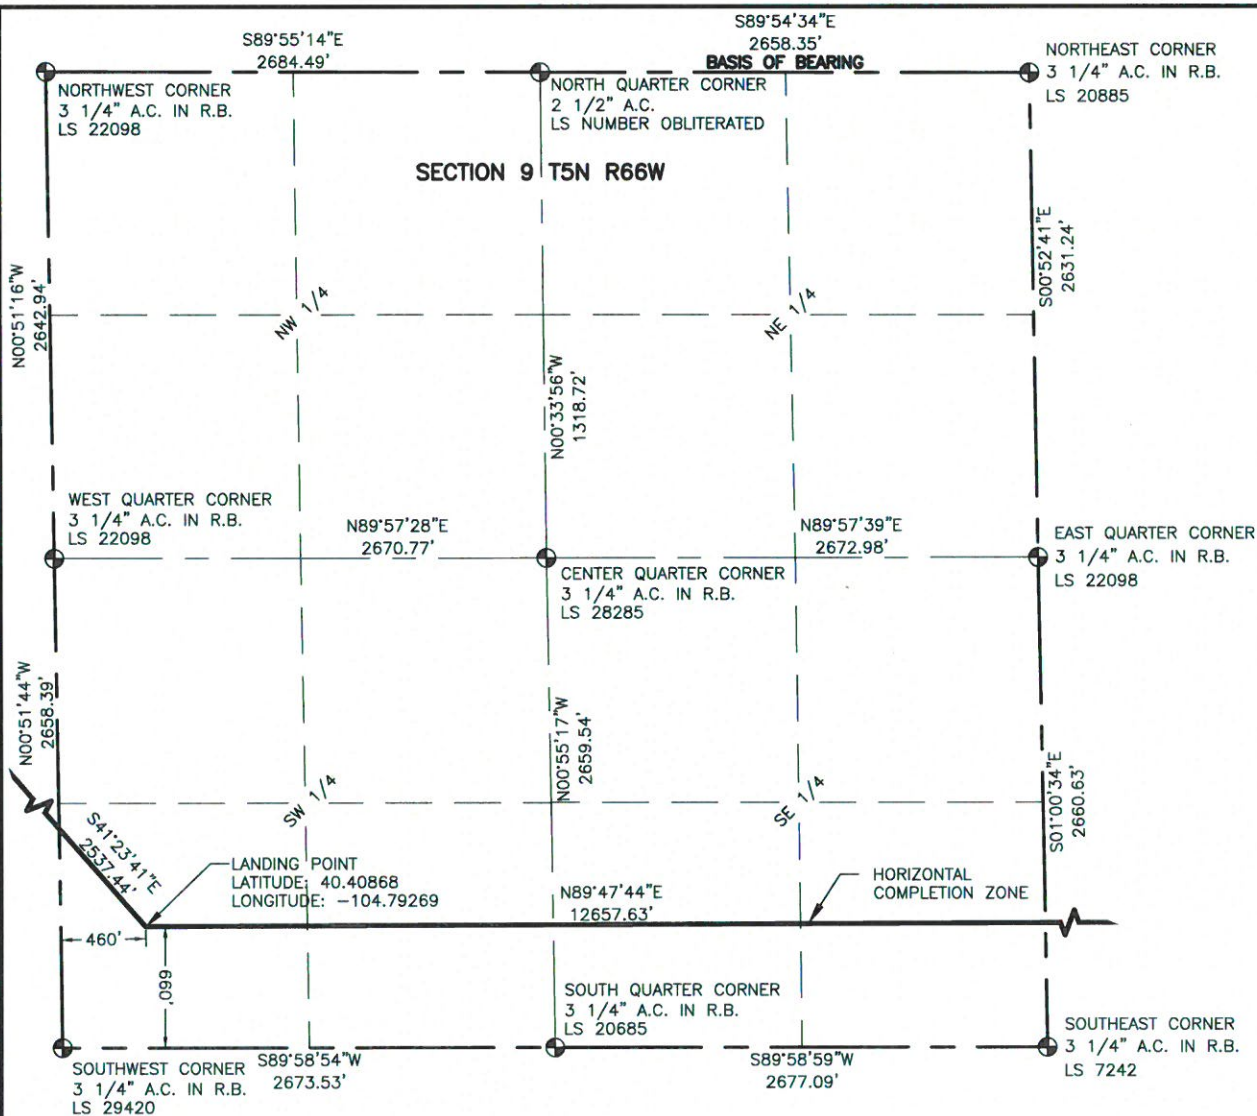 S89°55'14"E
2684.49'
S89°54'34"E
2658.35'
BASIS OF BEARING
NORTHWEST CORNER
3 1/4" A.C. IN R.B.
LS 22098
NORTH QUARTER CORNER
2 1/2" A.C.
LS NUMBER OBLITERATED
NORTHEAST CORNER
3 1/4" A.C. IN R.B.
LS 20885
SECTION 9 T5N R66W
N00°51'16"W
2642.94'
NW 1/4
NE 1/4
S00°52'41"E
2631.24'
N00°33'56"W
1318.72'
WEST QUARTER CORNER
3 1/4" A.C. IN R.B.
LS 22098
N89°57'28"E
2670.77'
N89°57'39"E
2672.98'
EAST QUARTER CORNER
3 1/4" A.C. IN R.B.
LS 22098
CENTER QUARTER CORNER
3 1/4" A.C. IN R.B.
LS 28285
N00°51'44"W
2658.39'
N00°55'17"W
2659.54'
SW 1/4
SE 1/4
S01°00'34"E
2660.63'
S41°23'41"E
2537.44'
LANDING POINT
LATITUDE: 40.40868
LONGITUDE: -104.79269
N89°47'44"E
12657.63'
HORIZONTAL
COMPLETION ZONE
460'
660'
SOUTH QUARTER CORNER
3 1/4" A.C. IN R.B.
LS 20685
SOUTHWEST CORNER
3 1/4" A.C. IN R.B.
LS 29420
S89°58'54"W
2673.53'
S89°58'59"W
2677.09'
SOUTHEAST CORNER
3 1/4" A.C. IN R.B.
LS 7242